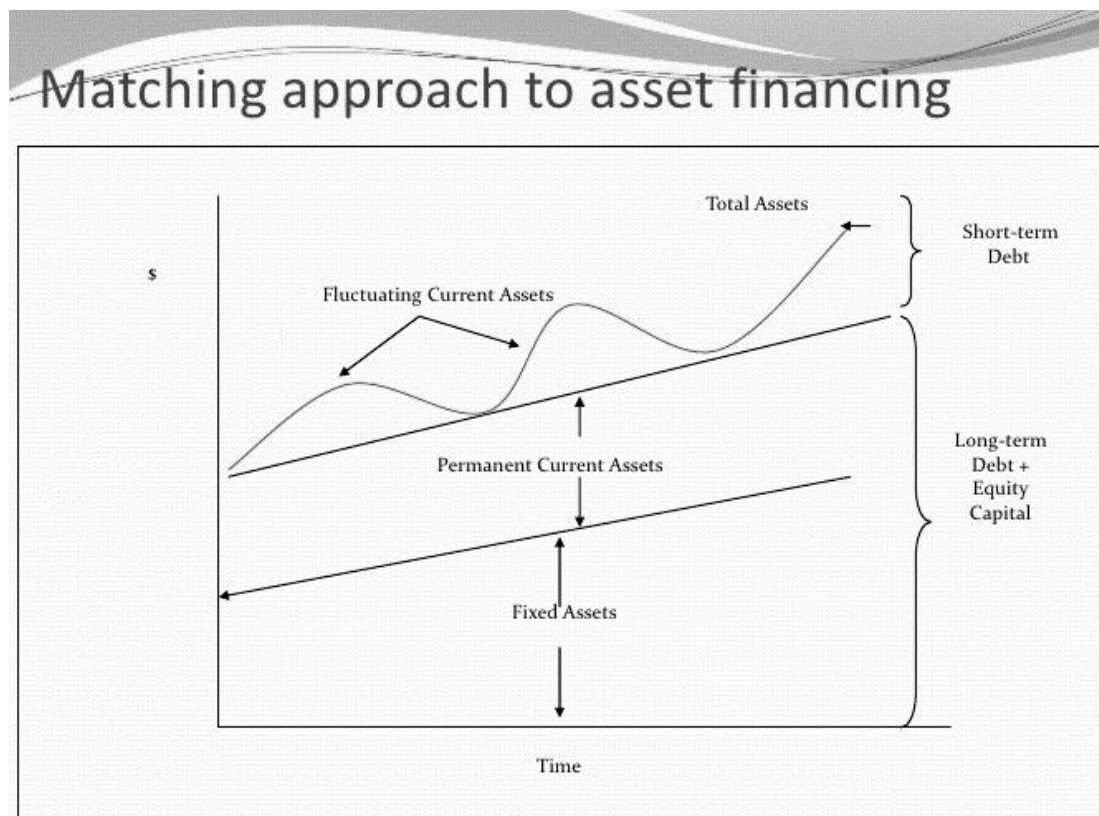 Matching approach to asset financing
Total Assets
Short-term
Debt
$
Fluctuating Current Assets
Long-term
Debt +
Equity
Capital
Permanent Current Assets
Fixed Assets
Time